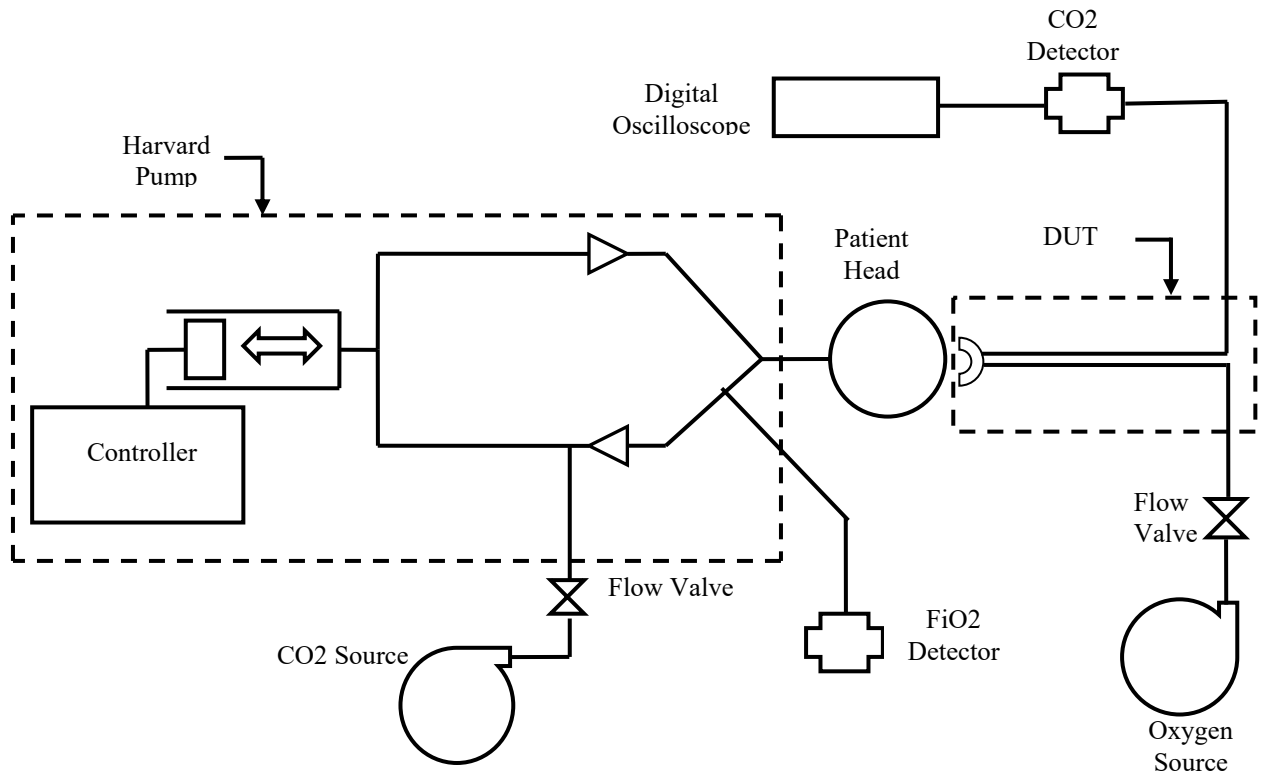 CO2
Detector
Digital
Oscilloscope
Harvard
Pump
Patient
Head
DUT
Controller
Flow
Valve
Flow Valve
FiO2
Detector
CO2 Source
Oxygen
Source